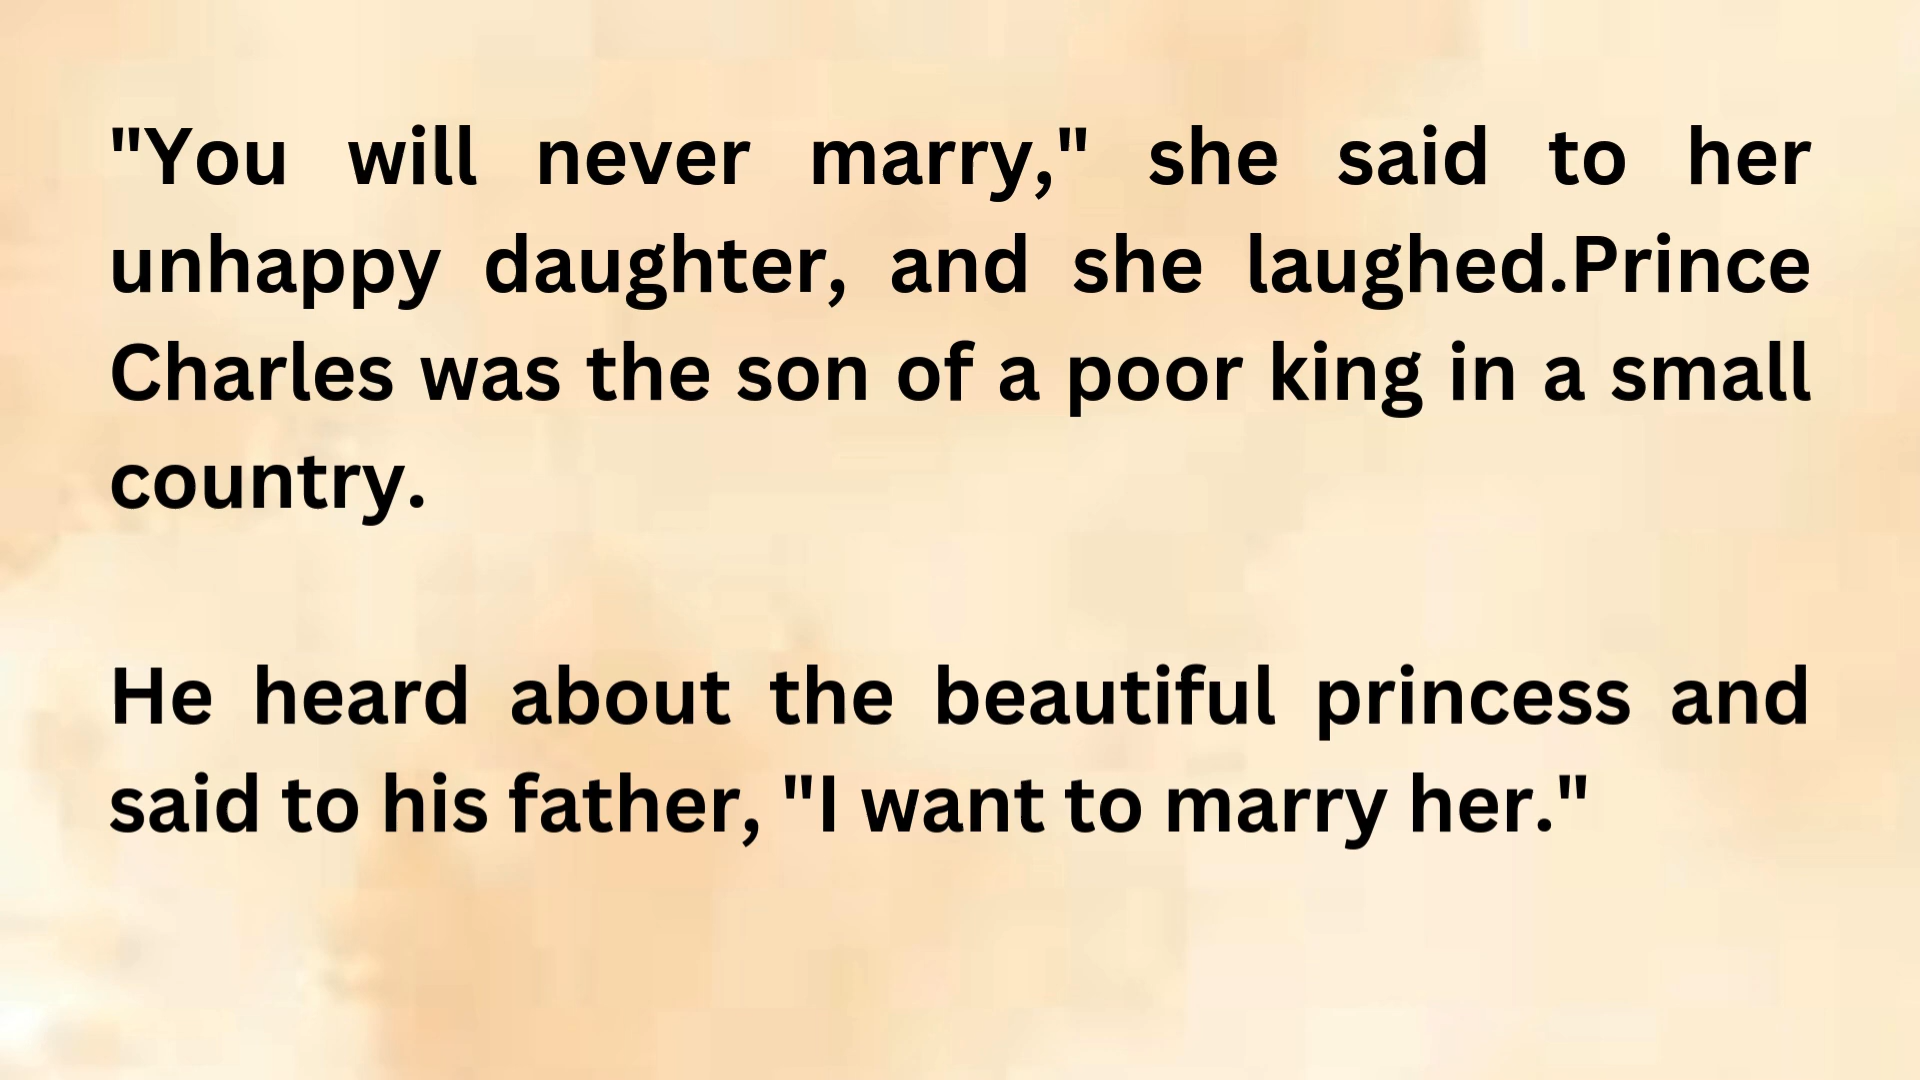 "You will never marry," she said to her
unhappy daughter, and she laughed.Prince
Charles was the son of a poor king in a small
country.
He heard about the beautiful princess and
said to his father, "I want to marry her."